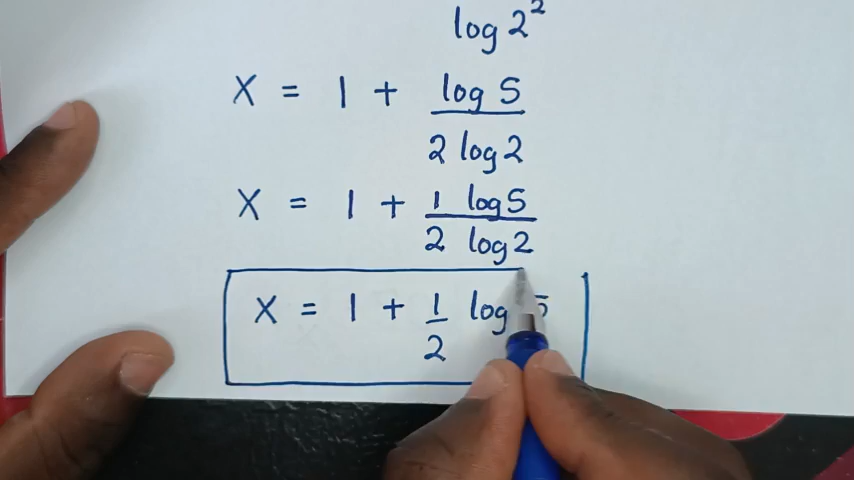 log 2²
X = 1 + log 5 / 2 log 2
X = 1 + 1 log 5 / 2 log 2
X = 1 + 1/2 log 5